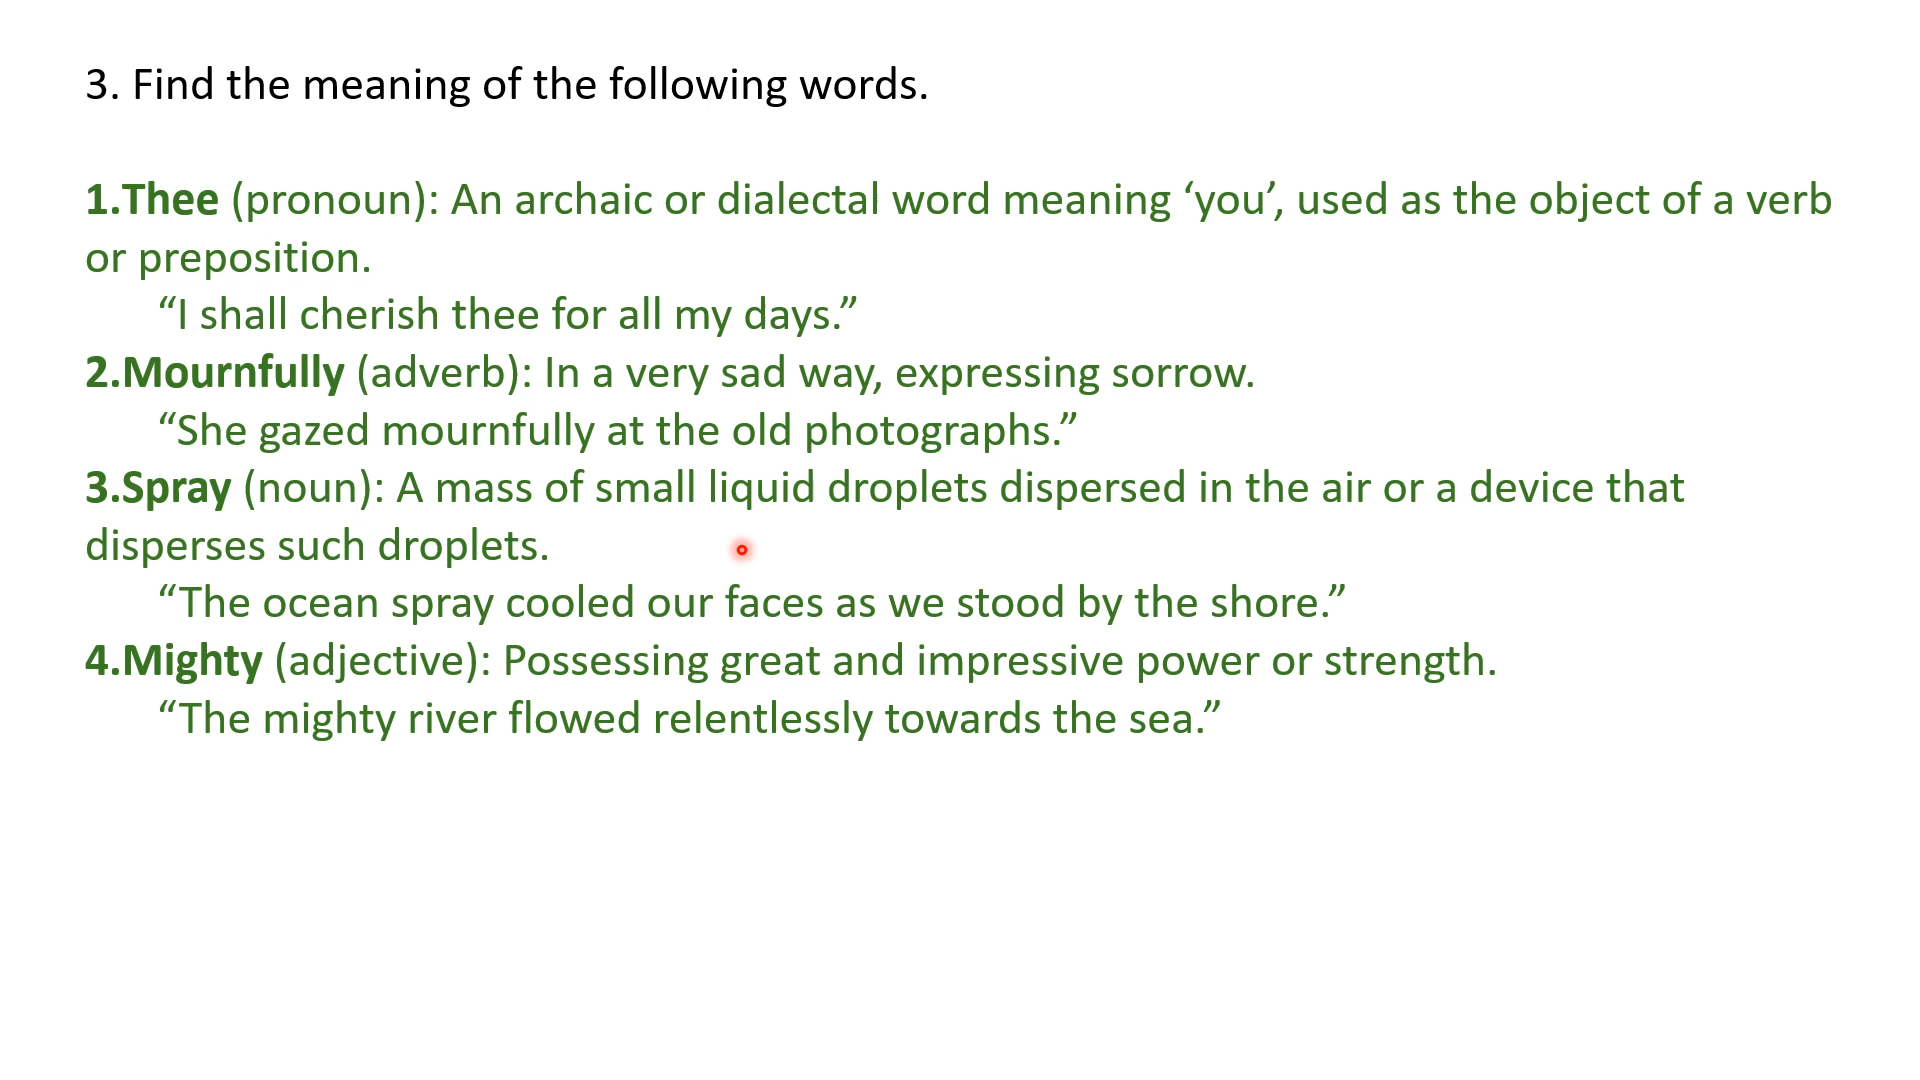 3. Find the meaning of the following words.
1.Thee (pronoun): An archaic or dialectal word meaning ‘you’, used as the object of a verb
or preposition.
“I shall cherish thee for all my days.”
2.Mournfully (adverb): In a very sad way, expressing sorrow.
“She gazed mournfully at the old photographs.”
3.Spray (noun): A mass of small liquid droplets dispersed in the air or a device that
disperses such droplets.
“The ocean spray cooled our faces as we stood by the shore.”
4.Mighty (adjective): Possessing great and impressive power or strength.
“The mighty river flowed relentlessly towards the sea.”